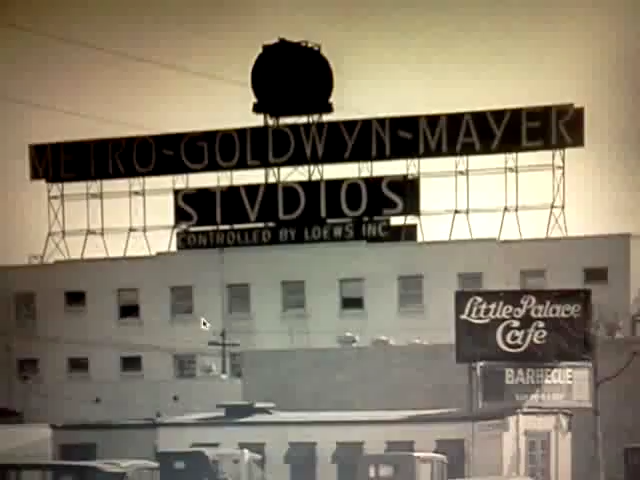 METRO-GOLDWYN-MAYER
STVDIOS
CONTROLLED BY LOEWS INC
Little Palace
Cafe
BARBECUE